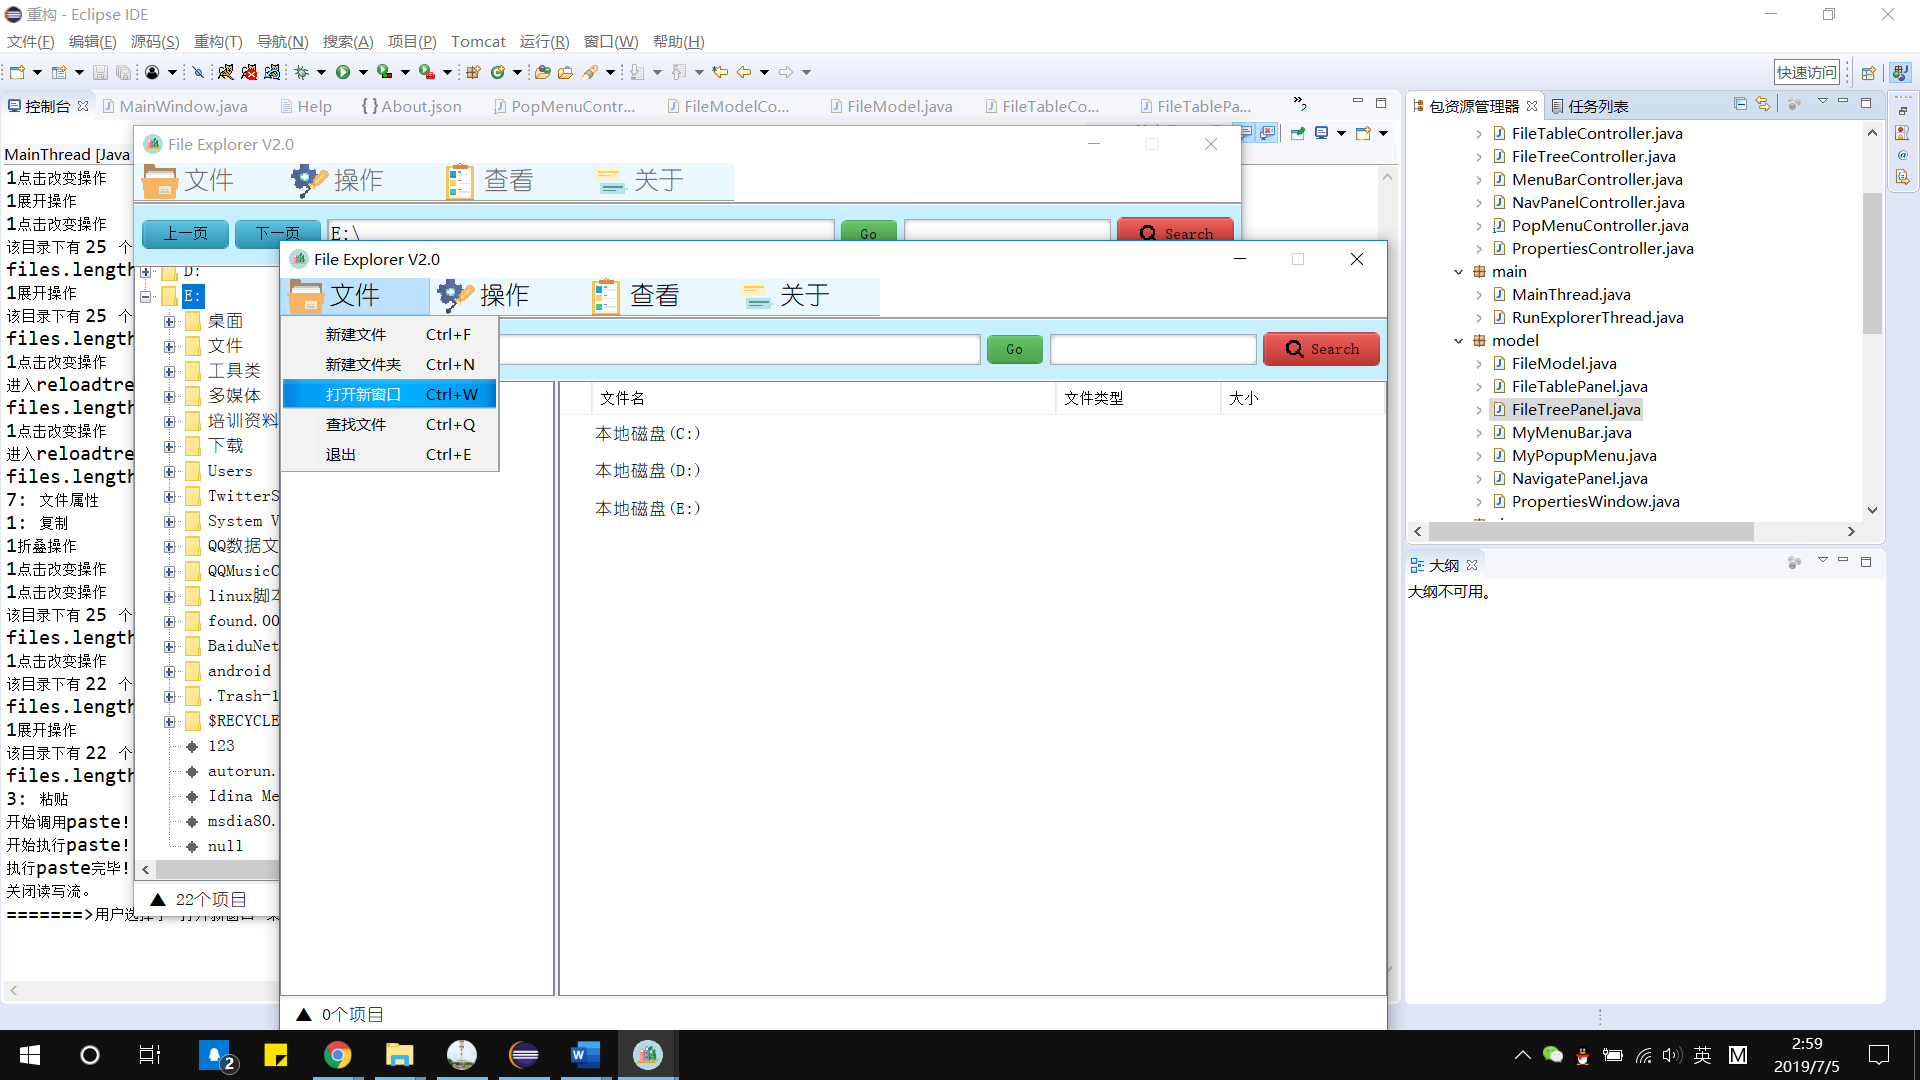 重构 - Eclipse IDE
文件(F) 编辑(E) 源码(S) 重构(T) 导航(N) 搜索(A) 项目(P) Tomcat 运行(R) 窗口(W) 帮助(H)
快速访问
控制台 MainWindow.java Help About.json PopMenuContr... FileModelCo... FileModel.java FileTableCo... FileTablePa... »2
MainThread [Java
1点击改变操作
1展开操作
1点击改变操作
该目录下有 25 个
files.length
1展开操作
该目录下有 25 个
files.length
1点击改变操作
进入reloadtre
1点击改变操作
进入reloadtre
files.length
7: 文件属性
1: 复制
1折叠操作
1点击改变操作
1点击改变操作
该目录下有 25 个
files.length
1点击改变操作
该目录下有 22 个
files.length
1展开操作
该目录下有 22 个
files.length
3: 粘贴
开始调用paste!
开始执行paste!
执行paste完毕!
关闭读写流。
=======>用户选择了
File Explorer V2.0
文件 操作 查看 关于
上一页 下一页 E:\ Go Search
D:
E:
桌面
文件
工具类
多媒体
培训资料
下载
Users
TwitterS
System V
QQ数据文
QQMusicC
linux脚本
found.00
BaiduNet
android
.Trash-1
$RECYCLE
123
autorun.
Idina Me
msdia80.
null
22个项目
File Explorer V2.0
文件 操作 查看 关于
新建文件 Ctrl+F
新建文件夹 Ctrl+N
打开新窗口 Ctrl+W
查找文件 Ctrl+Q
退出 Ctrl+E
Go Search
文件名 文件类型 大小
本地磁盘(C:)
本地磁盘(D:)
本地磁盘(E:)
0个项目
包资源管理器 任务列表
FileTableController.java
FileTreeController.java
MenuBarController.java
NavPanelController.java
PopMenuController.java
PropertiesController.java
main
MainThread.java
RunExplorerThread.java
model
FileModel.java
FileTablePanel.java
FileTreePanel.java
MyMenuBar.java
MyPopupMenu.java
NavigatePanel.java
PropertiesWindow.java
大纲
大纲不可用。
2
英 M
2:59
2019/7/5